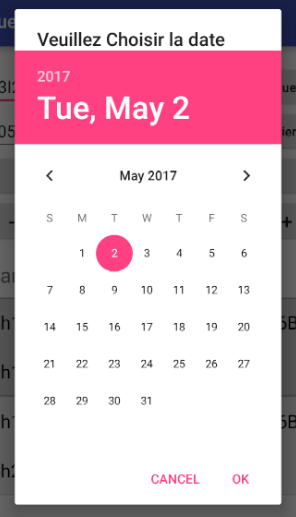 Veuillez Choisir la date
2017
Tue, May 2
May 2017
S M T W T F S
1 2 3 4 5 6
7 8 9 10 11 12 13
14 15 16 17 18 19 20
21 22 23 24 25 26 27
28 29 30 31
CANCEL OK